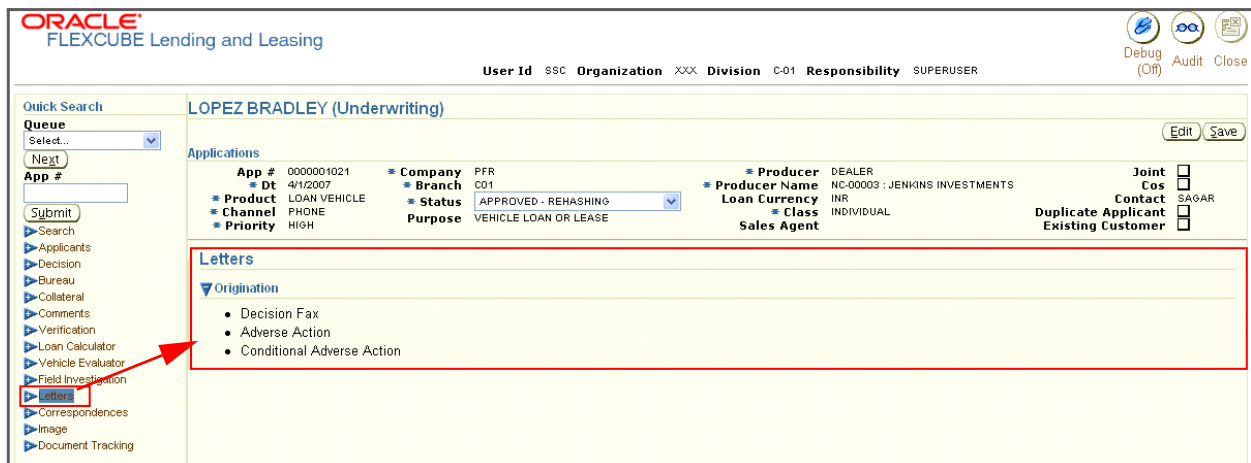 ORACLE
FLEXCUBE Lending and Leasing
Debug (Off) Audit Close
User Id SSC Organization XXX Division C-01 Responsibility SUPERUSER
Quick Search
Queue
Select...
Next
App #
Submit
Search
Applicants
Decision
Bureau
Collateral
Comments
Verification
Loan Calculator
Vehicle Evaluator
Field Investigation
Letters
Correspondences
Image
Document Tracking
LOPEZ BRADLEY (Underwriting)
Edit Save
Applications
App # 0000001021
* Dt 4/1/2007
* Product LOAN VEHICLE
* Channel PHONE
* Priority HIGH
* Company PFR
* Branch C01
* Status APPROVED - REHASHING
Purpose VEHICLE LOAN OR LEASE
* Producer DEALER
* Producer Name NC-00003 : JENKINS INVESTMENTS
Loan Currency INR
* Class INDIVIDUAL
Sales Agent
Joint
Cos
Contact SAGAR
Duplicate Applicant
Existing Customer
Letters
Origination
• Decision Fax
• Adverse Action
• Conditional Adverse Action